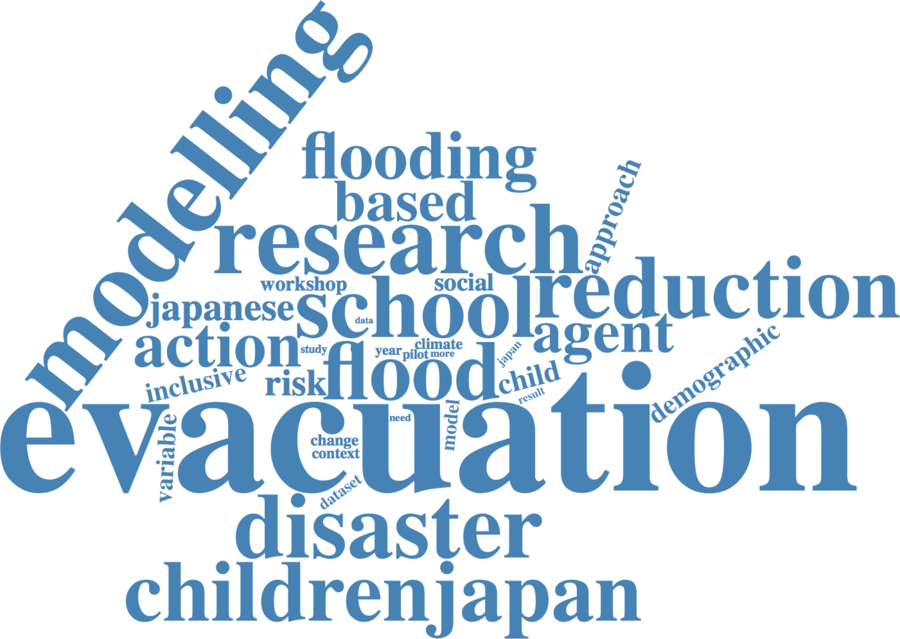 modelling
flooding
based
approach
research
reduction
workshop
social
japanese
school
data
agent
action
study
year
pilot
climate
more
japan
demographic
inclusive
risk
flood
child
result
evacuation
variable
need
model
change
context
dataset
disaster
childrenjapan